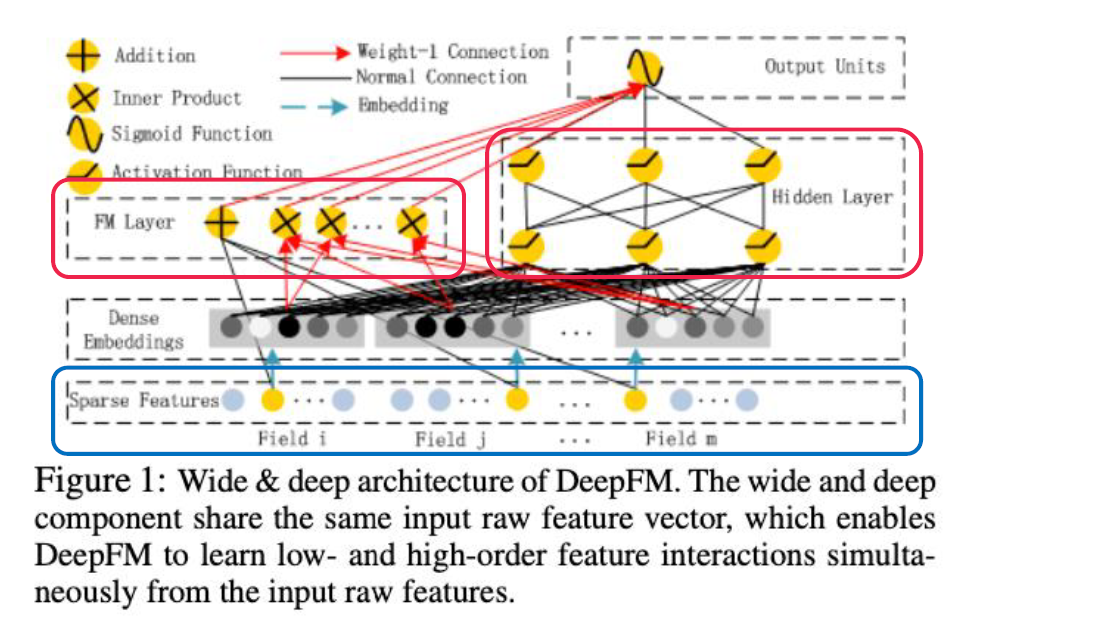 Addition
Weight-1 Connection
Normal Connection
Output Units
Inner Product
Embedding
Sigmoid Function
Activation Function
Hidden Layer
FM Layer
...
Dense
Embeddings
...
Sparse Features ... ... ... ...
Field i Field j ... Field m
Figure 1: Wide & deep architecture of DeepFM. The wide and deep
component share the same input raw feature vector, which enables
DeepFM to learn low- and high-order feature interactions simulta-
neously from the input raw features.